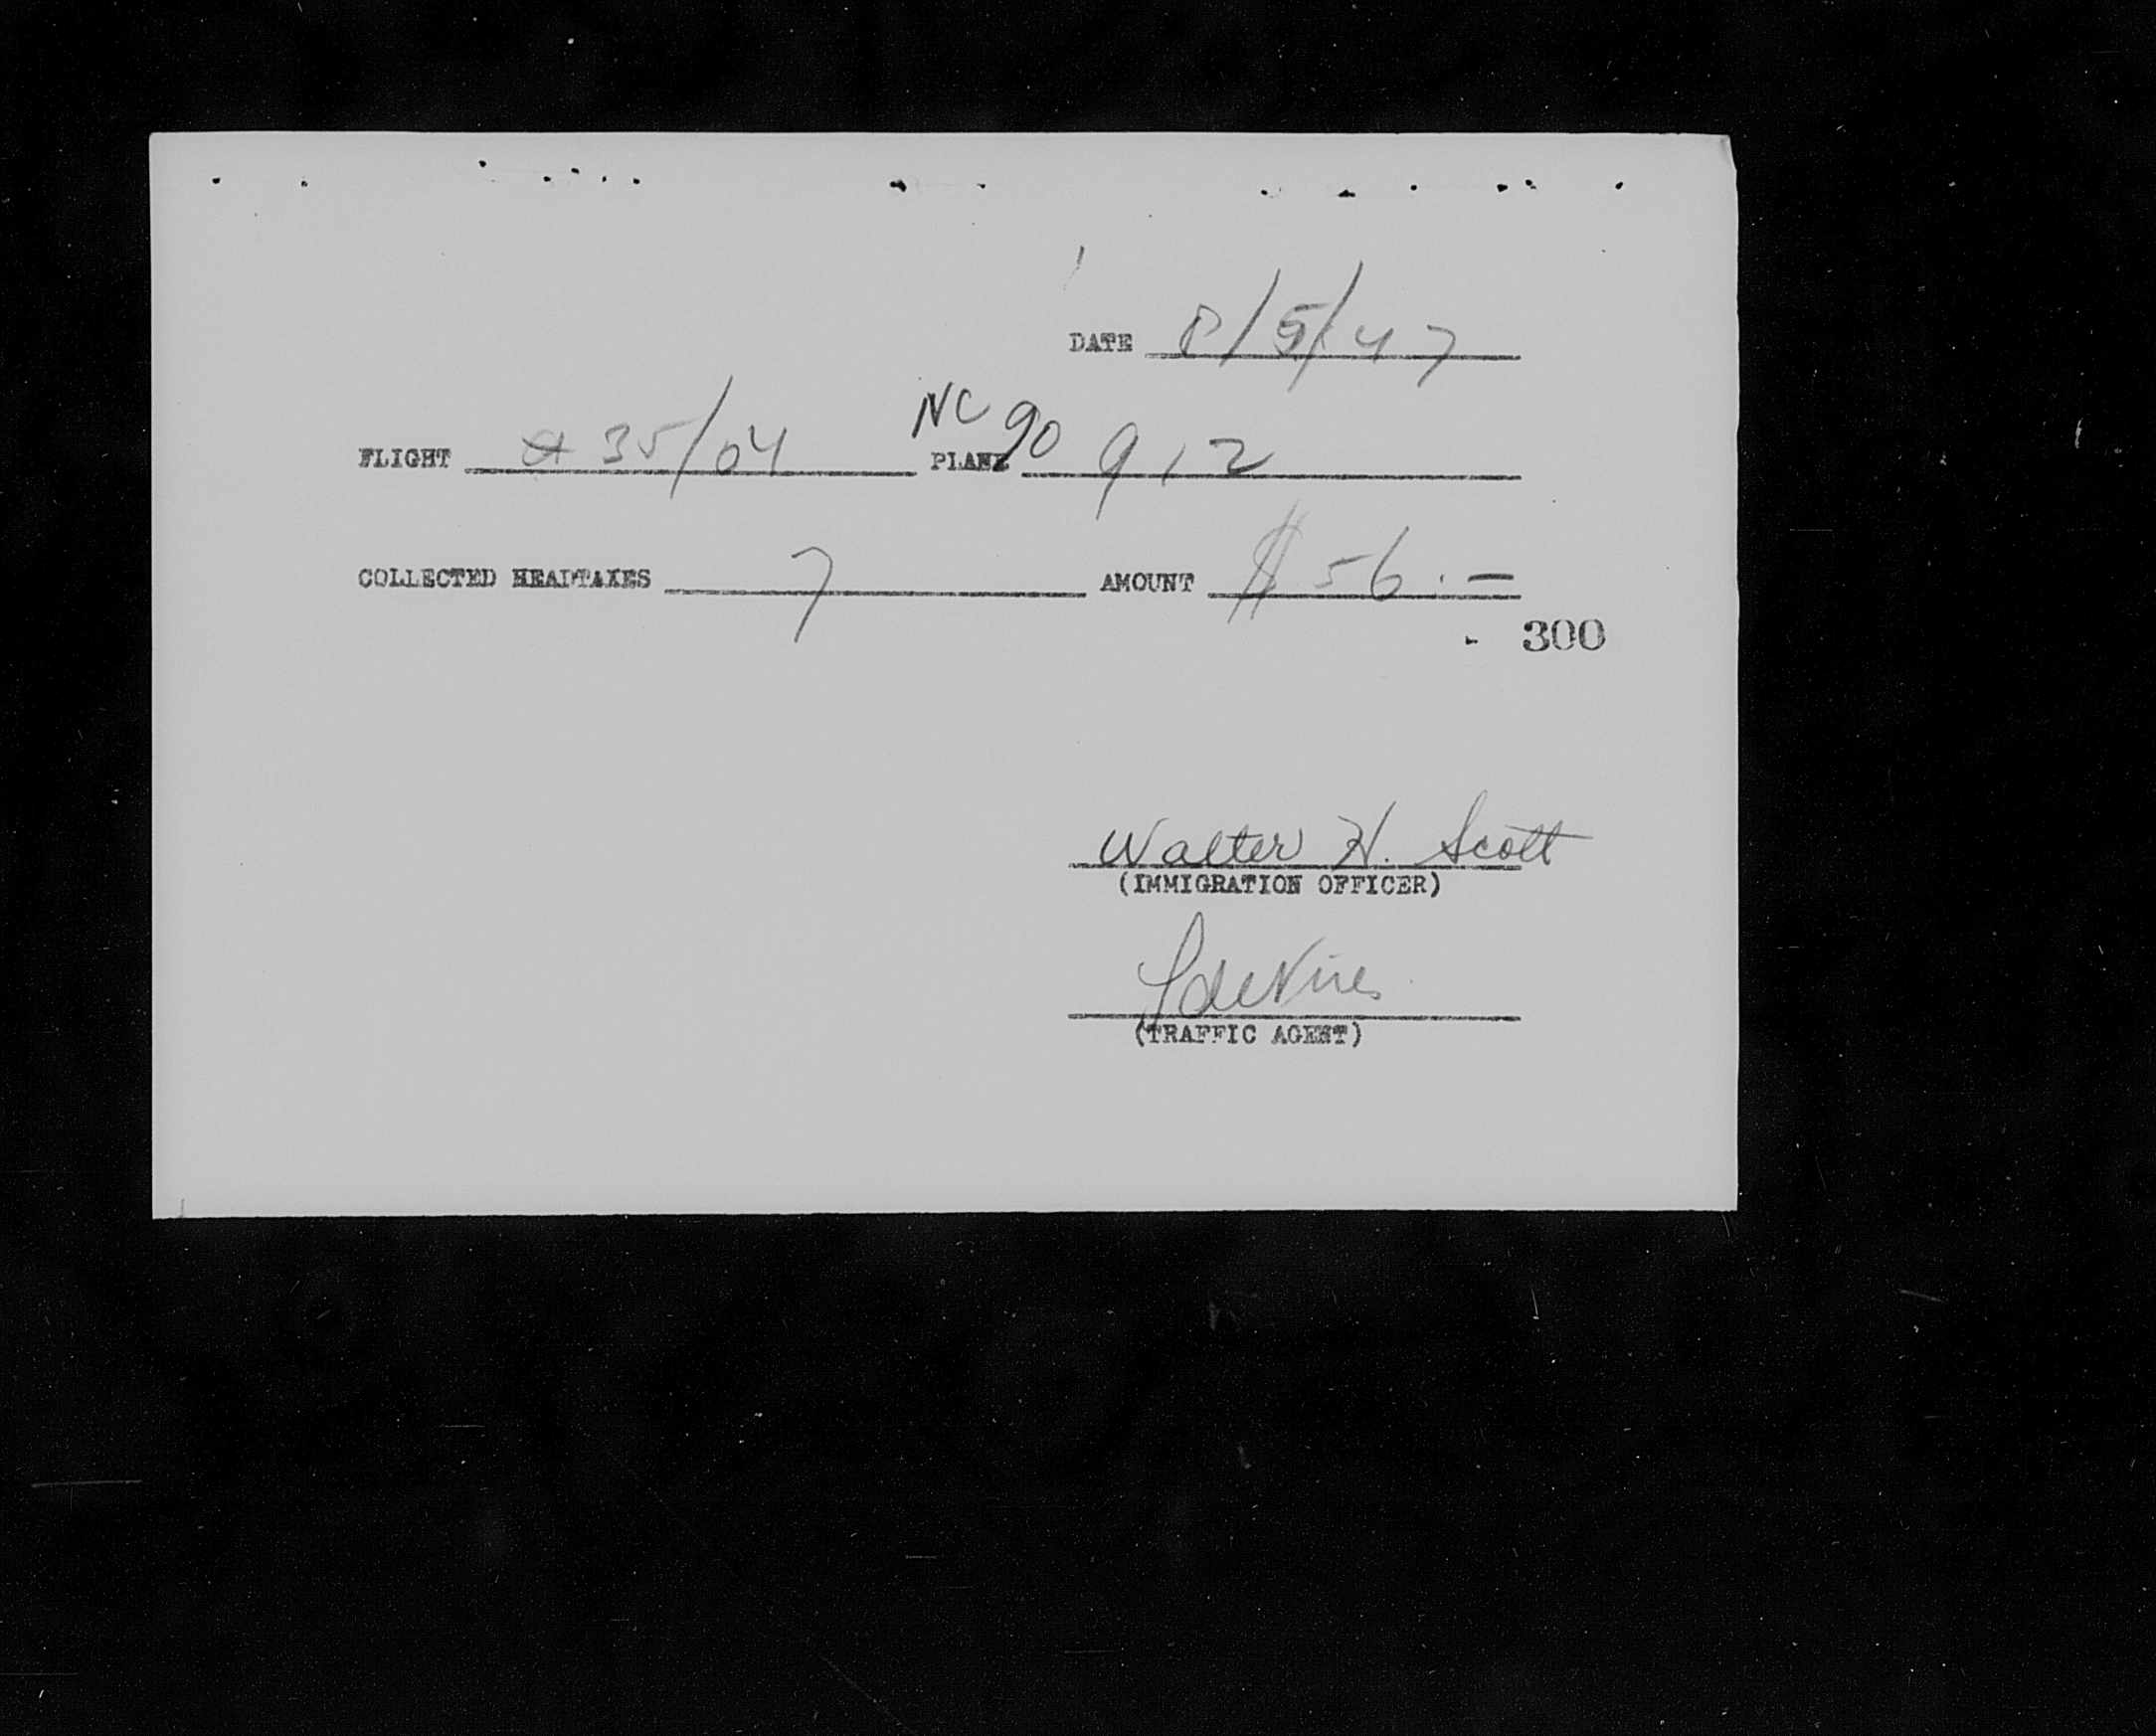 DATE 8/5/47
FLIGHT # 35/04 PLANE NC 90 912
COLLECTED HEADTAXES 7 AMOUNT $ 56.—
300
Walter H. Scott
(IMMIGRATION OFFICER)
(TRAFFIC AGENT)